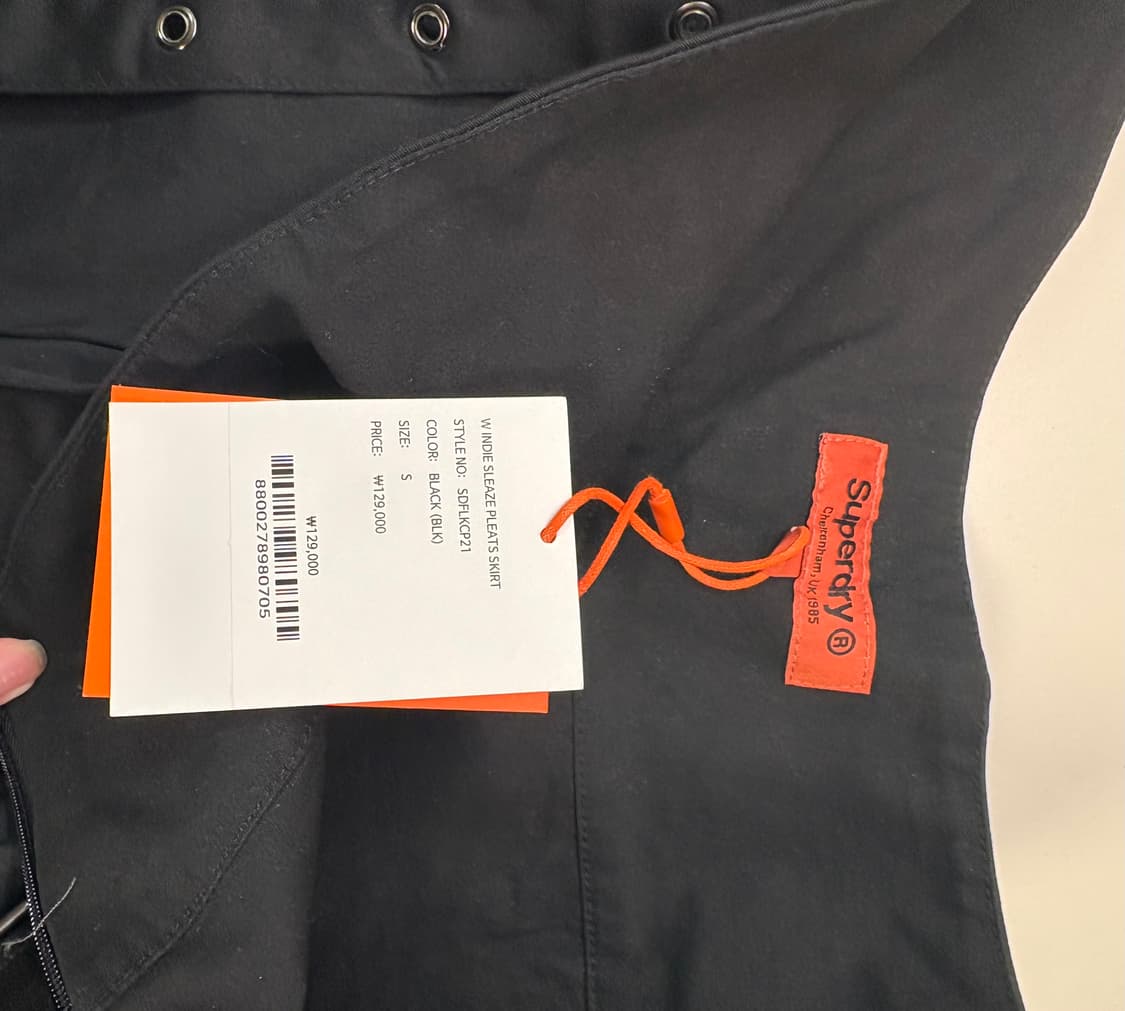 W INDIE SLEAZE PLEATS SKIRT
STYLE NO: SDFLKCP21
COLOR: BLACK (BLK)
SIZE: S
PRICE: ₩129,000
₩129,000
8800278980705
Superdry®
Cheltenham, UK 1985